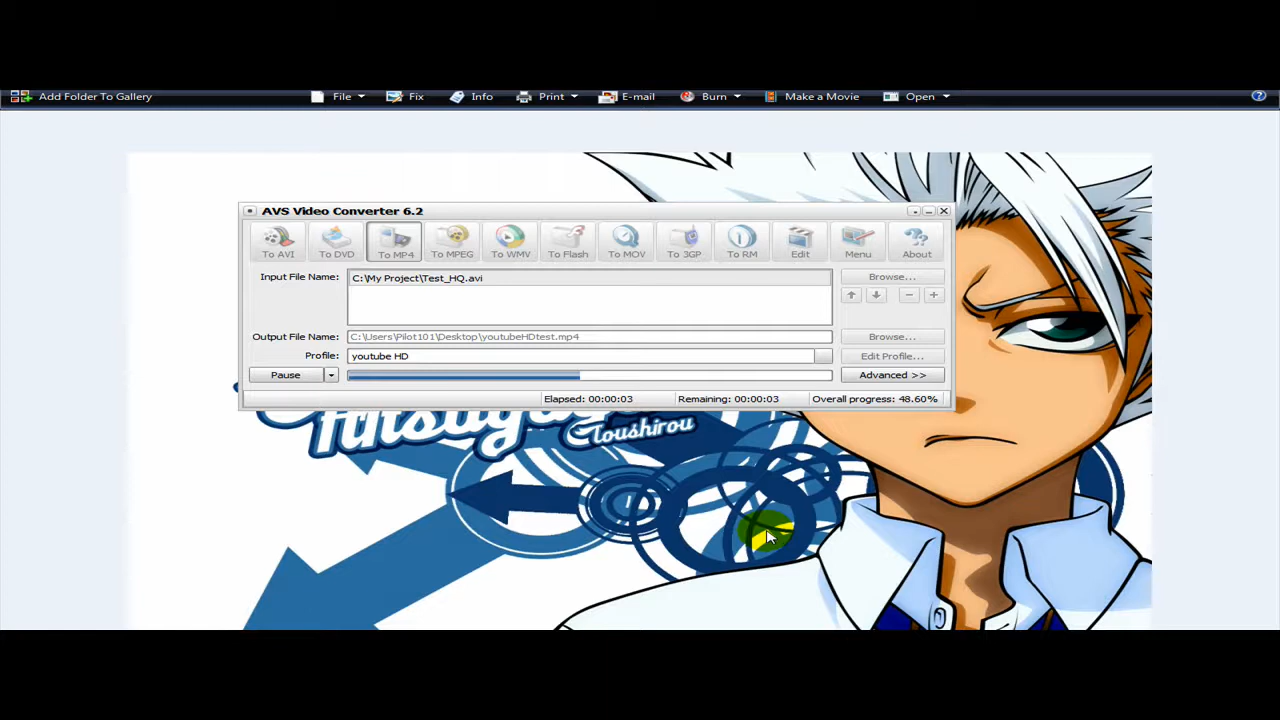 Add Folder To Gallery File Fix Info Print E-mail Burn Make a Movie Open
AVS Video Converter 6.2
To AVI To DVD To MP4 To MPEG To WMV To Flash To MOV To 3GP To RM Edit Menu About
Input File Name: C:\My Project\Test_HQ.avi Browse...
Output File Name: C:\Users\Pilot101\Desktop\youtubeHDtest.mp4 Browse...
Profile: youtube HD Edit Profile...
Pause Advanced >>
Elapsed: 00:00:03 Remaining: 00:00:03 Overall progress: 48.60%
Toushirou